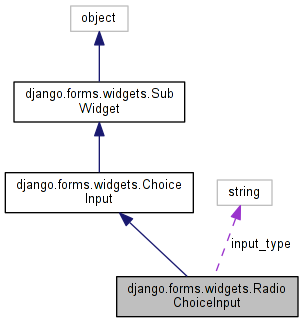 object
django.forms.widgets.Sub
Widget
django.forms.widgets.Choice
Input
string
input_type
django.forms.widgets.Radio
ChoiceInput